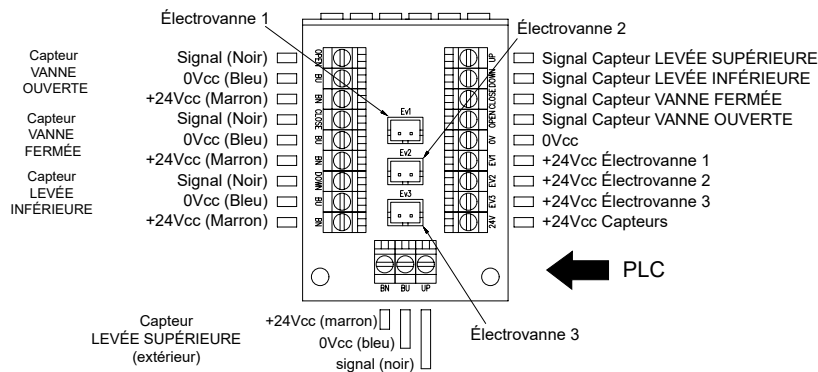 Électrovanne 1
Électrovanne 2
Capteur
VANNE
OUVERTE
Signal (Noir)
0Vcc (Bleu)
+24Vcc (Marron)
Capteur
VANNE
FERMÉE
Signal (Noir)
0Vcc (Bleu)
+24Vcc (Marron)
Capteur
LEVÉE
INFÉRIEURE
Signal (Noir)
0Vcc (Bleu)
+24Vcc (Marron)
OPEN
BU
BN
CLOSE
BU
BN
DOWN
BU
BN
Ev1
Ev2
Ev3
UP
DOWN
CLOSE
OPEN
0V
EV1
EV2
EV3
24V
Signal Capteur LEVÉE SUPÉRIEURE
Signal Capteur LEVÉE INFÉRIEURE
Signal Capteur VANNE FERMÉE
Signal Capteur VANNE OUVERTE
0Vcc
+24Vcc Électrovanne 1
+24Vcc Électrovanne 2
+24Vcc Électrovanne 3
+24Vcc Capteurs
PLC
BN BU UP
Capteur
LEVÉE SUPÉRIEURE
(extérieur)
+24Vcc (marron)
0Vcc (bleu)
signal (noir)
Électrovanne 3